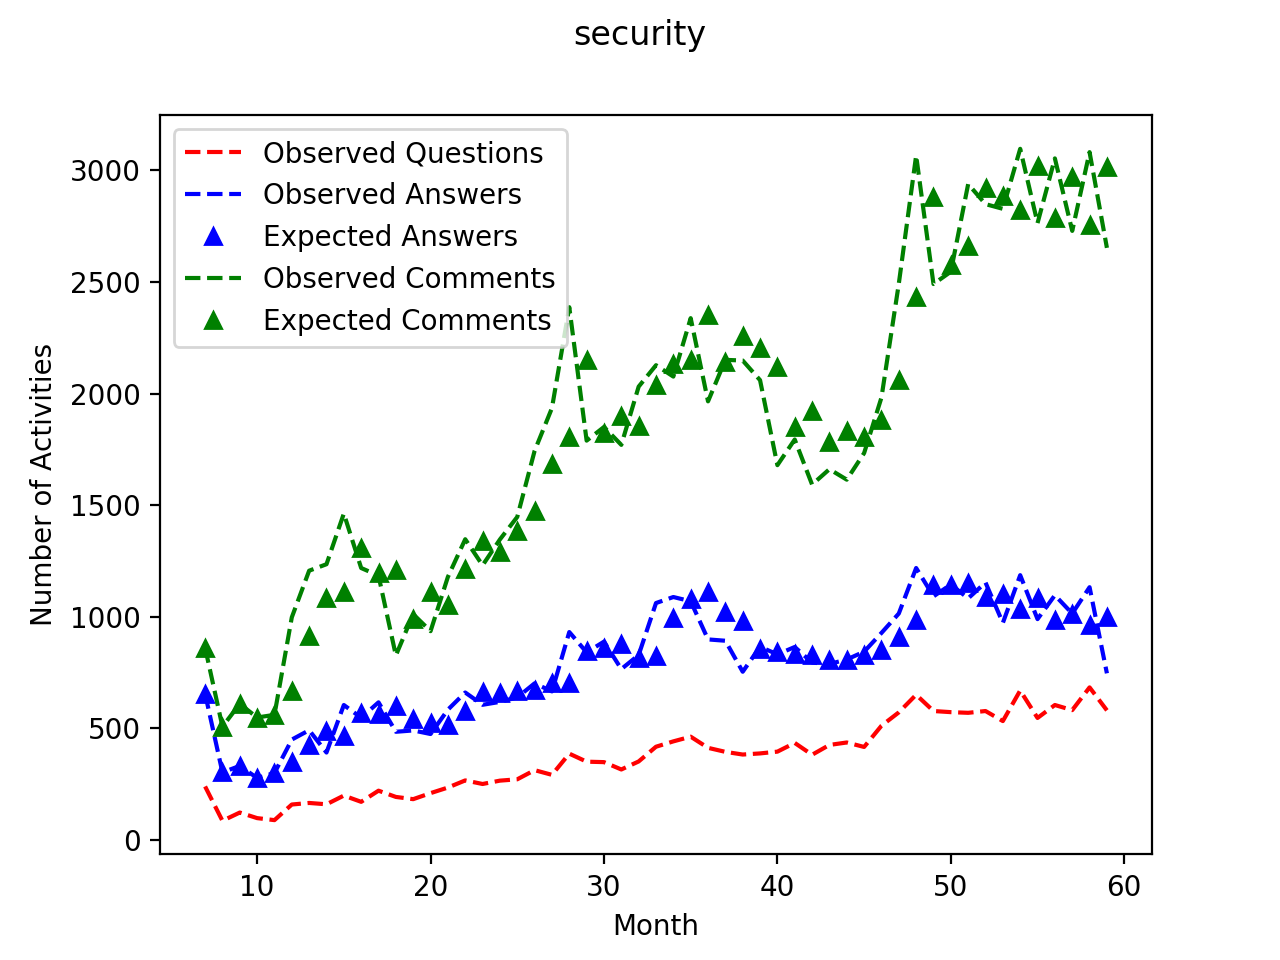 security
Observed Questions
Observed Answers
Expected Answers
Observed Comments
Expected Comments
3000
2500
2000
1500
1000
500
0
Number of Activities
10 20 30 40 50 60
Month